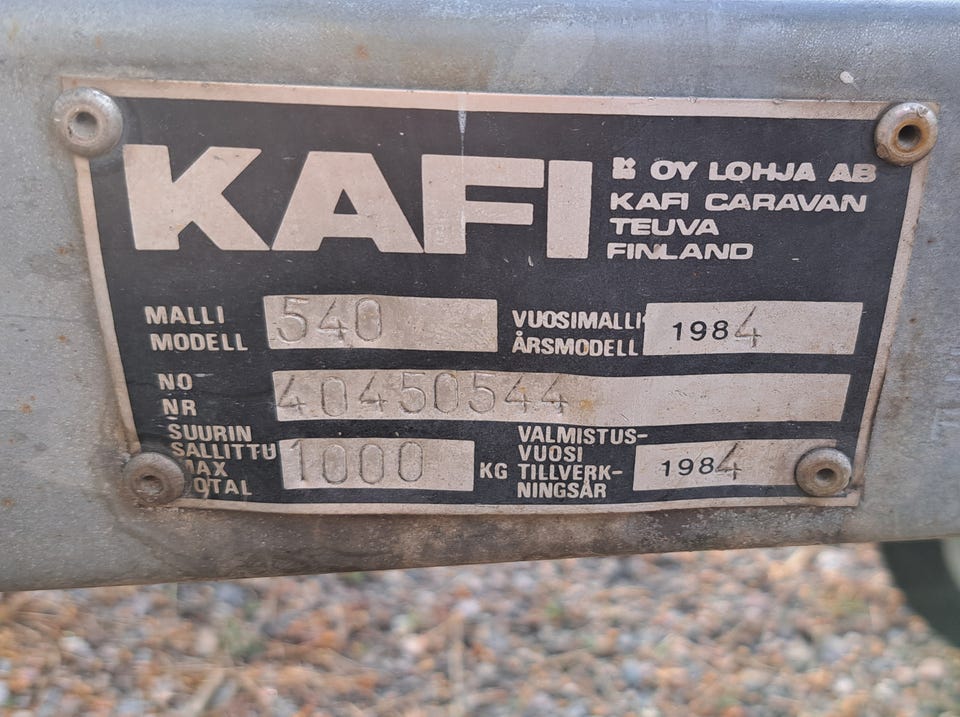 KAFI
OY LOHJA AB
KAFI CARAVAN
TEUVA
FINLAND
MALLI
MODELL
540
VUOSIMALLI
ÅRSMODELL
1984
NO
NR
40450544
SUURIN
SALLITTU
MAX
TOTAL
1000
KG
VALMISTUS-
VUOSI
TILLVERK-
NINGSÅR
1984